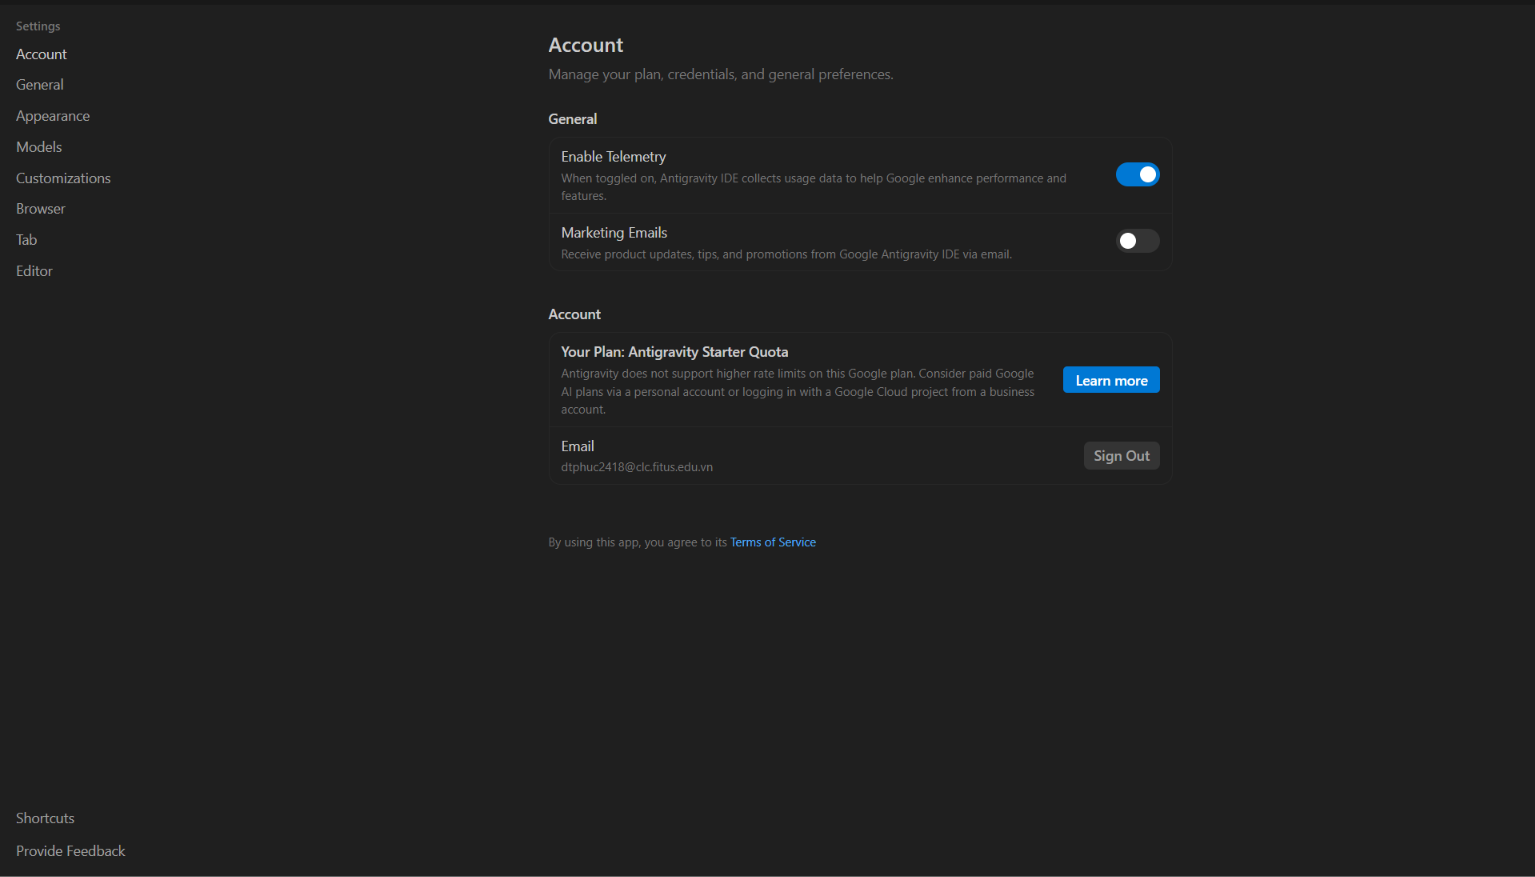 Settings
Account
General
Appearance
Models
Customizations
Browser
Tab
Editor
Shortcuts
Provide Feedback
Account
Manage your plan, credentials, and general preferences.
General
Enable Telemetry
When toggled on, Antigravity IDE collects usage data to help Google enhance performance and
features.
Marketing Emails
Receive product updates, tips, and promotions from Google Antigravity IDE via email.
Account
Your Plan: Antigravity Starter Quota
Antigravity does not support higher rate limits on this Google plan. Consider paid Google
AI plans via a personal account or logging in with a Google Cloud project from a business
account.
Learn more
Email
dtphuc2418@clc.fitus.edu.vn
Sign Out
By using this app, you agree to its Terms of Service